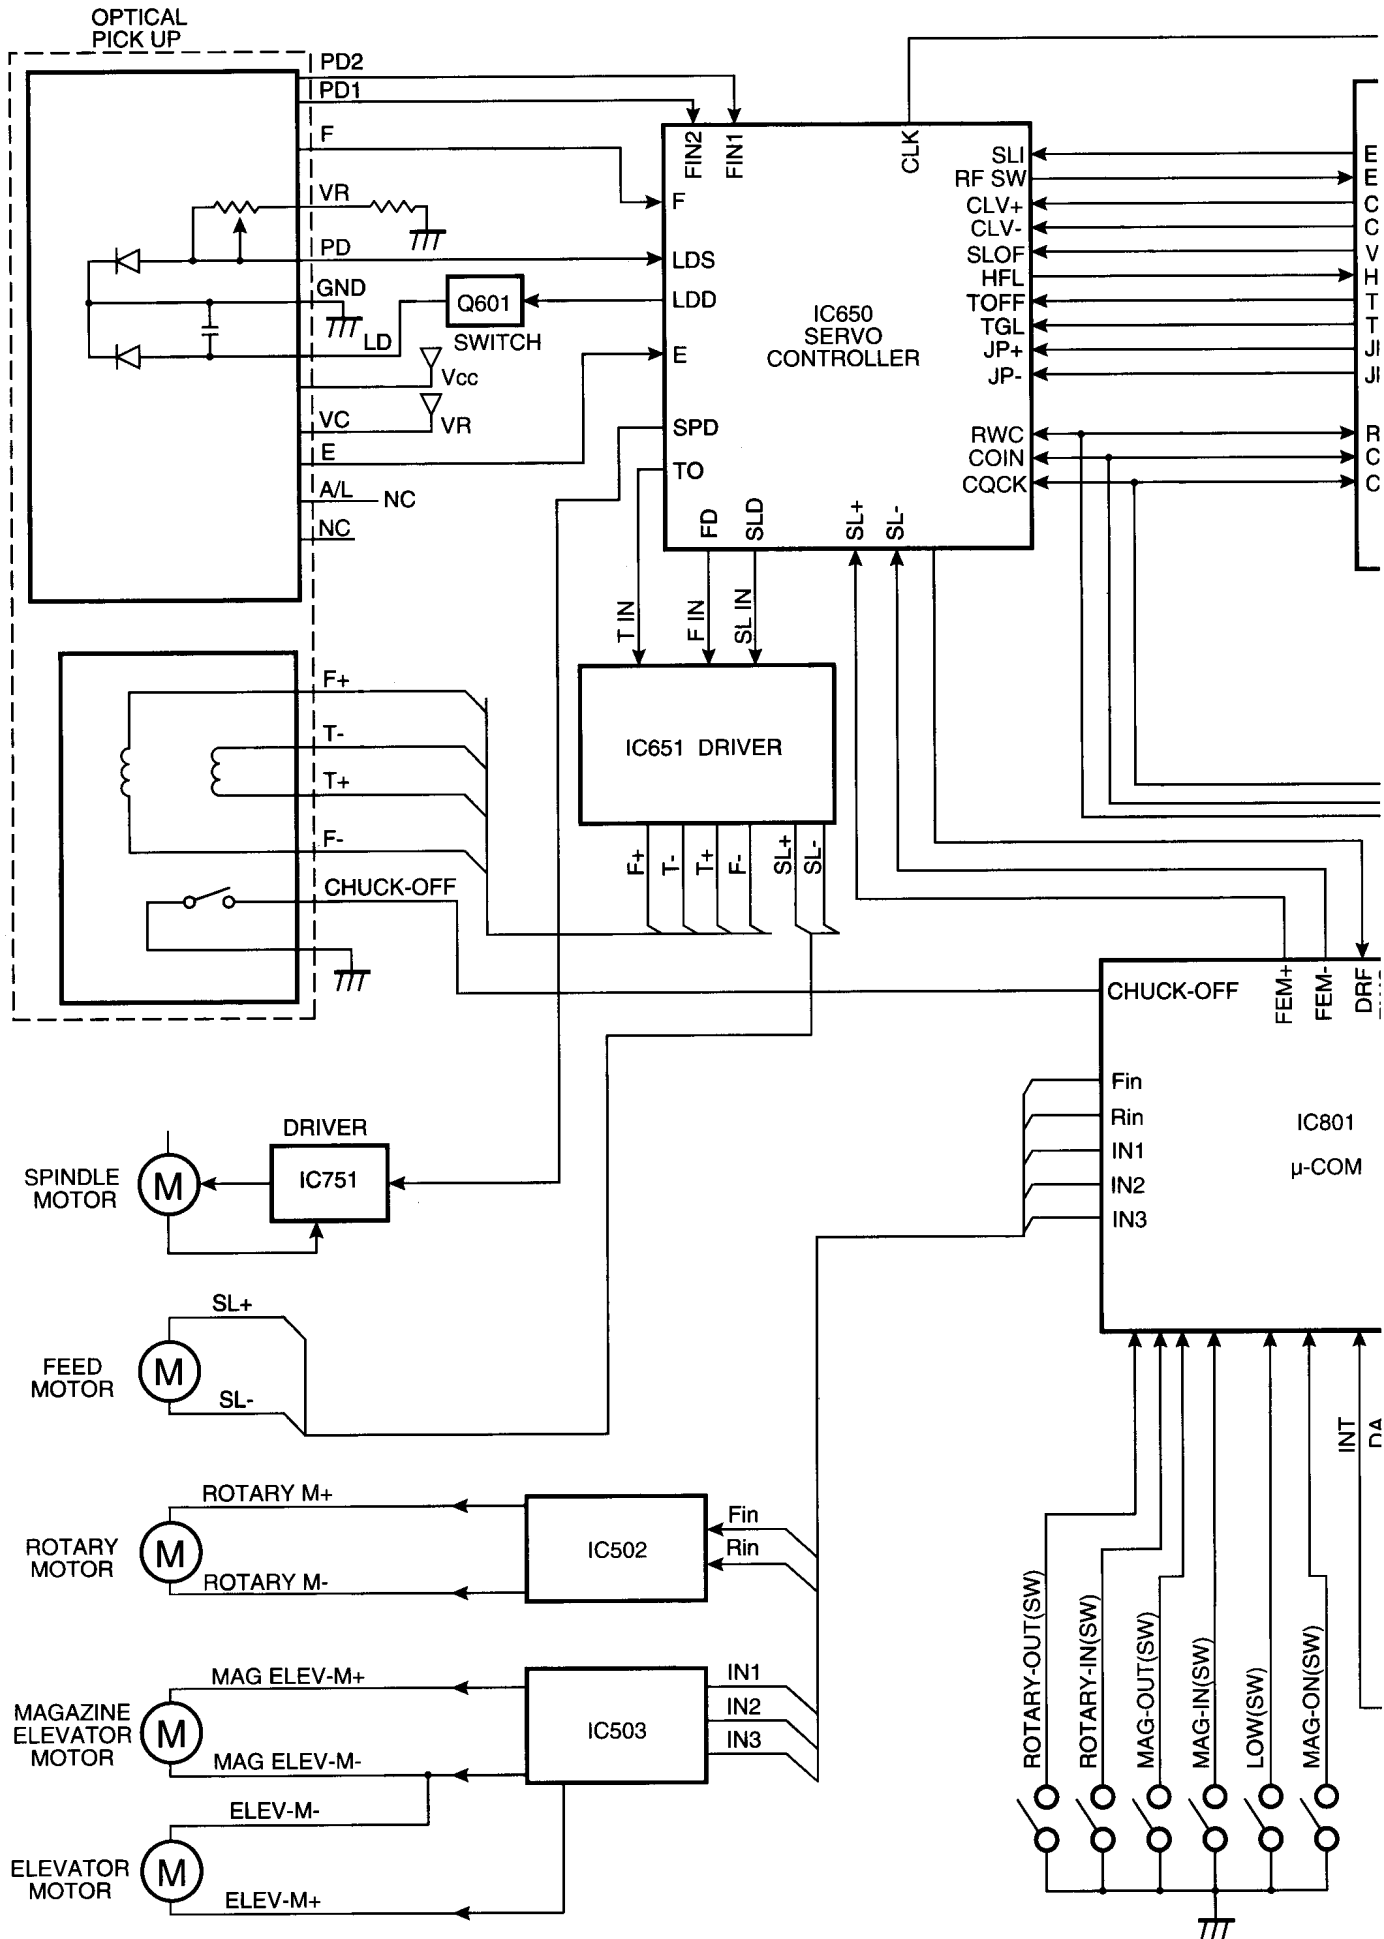 OPTICAL
PICK UP
PD2
PD1
F
VR
PD
GND
LD
Vcc
VC
VR
E
A/L
NC
NC
Q601
SWITCH
FIN2
FIN1
CLK
F
LDS
LDD
E
SPD
TO
FD
SLD
SL+
SL-
IC650
SERVO
CONTROLLER
SLI
RF SW
CLV+
CLV-
SLOF
HFL
TOFF
TGL
JP+
JP-
RWC
COIN
CQCK
E
E
C
C
V
H
T
T
R
C
C
T IN
F IN
SL IN
IC651 DRIVER
F+
T-
T+
F-
SL+
SL-
F+
T-
T+
F-
CHUCK-OFF
CHUCK-OFF
FEM+
FEM-
DRF
Fin
Rin
IN1
IN2
IN3
IC801
µ-COM
DRIVER
IC751
SPINDLE
MOTOR
M
SL+
FEED
MOTOR
M
SL-
ROTARY M+
ROTARY
MOTOR
M
ROTARY M-
IC502
Fin
Rin
MAG ELEV-M+
MAGAZINE
ELEVATOR
MOTOR
M
MAG ELEV-M-
IC503
IN1
IN2
IN3
ELEV-M-
ELEVATOR
MOTOR
M
ELEV-M+
ROTARY-OUT(SW)
ROTARY-IN(SW)
MAG-OUT(SW)
MAG-IN(SW)
LOW(SW)
MAG-ON(SW)
INT
DA